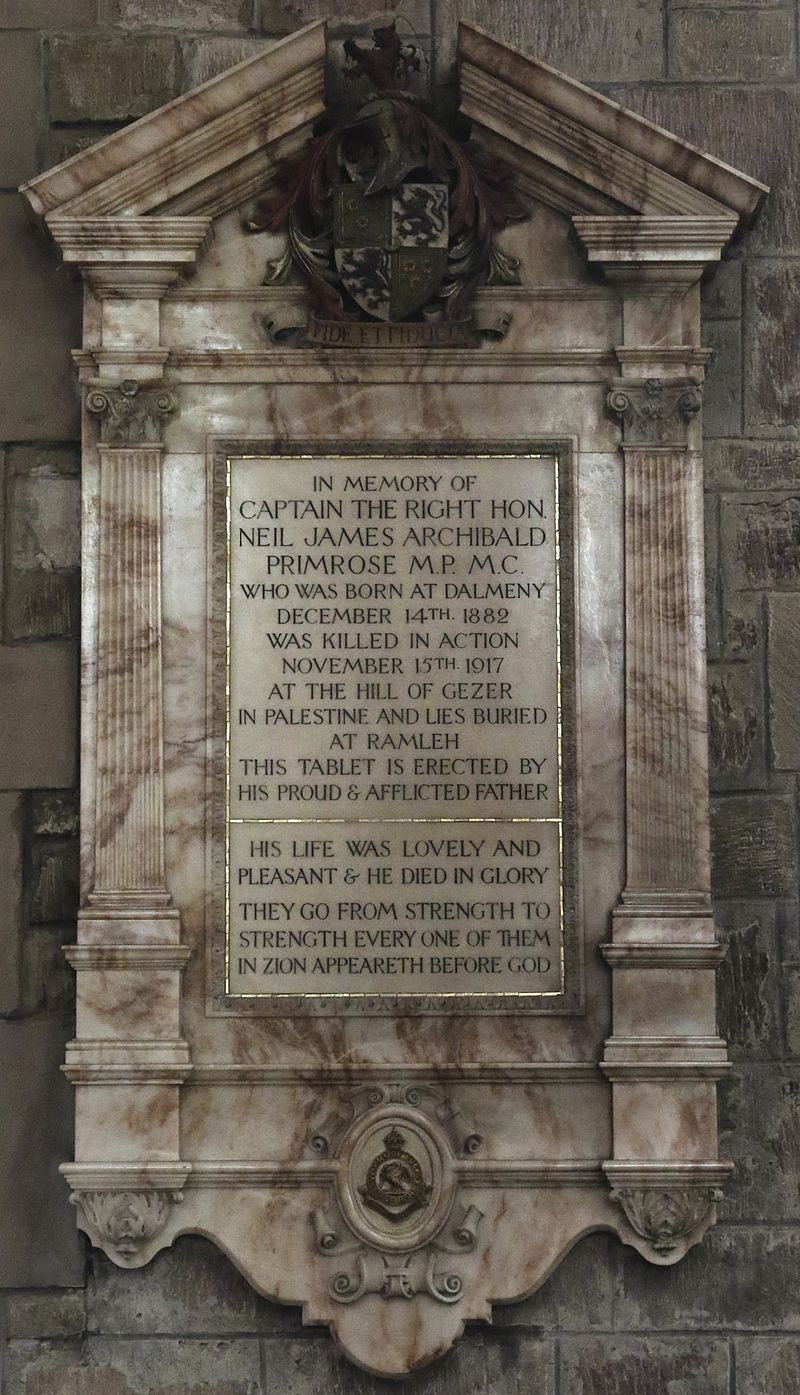 FIDE ET FIDUCIA
IN MEMORY OF
CAPTAIN THE RIGHT HON.
NEIL JAMES ARCHIBALD
PRIMROSE M.P. M.C.
WHO WAS BORN AT DALMENY
DECEMBER 14TH. 1882
WAS KILLED IN ACTION
NOVEMBER 15TH. 1917
AT THE HILL OF GEZER
IN PALESTINE AND LIES BURIED
AT RAMLEH
THIS TABLET IS ERECTED BY
HIS PROUD & AFFLICTED FATHER
HIS LIFE WAS LOVELY AND
PLEASANT & HE DIED IN GLORY
THEY GO FROM STRENGTH TO
STRENGTH EVERY ONE OF THEM
IN ZION APPEARETH BEFORE GOD